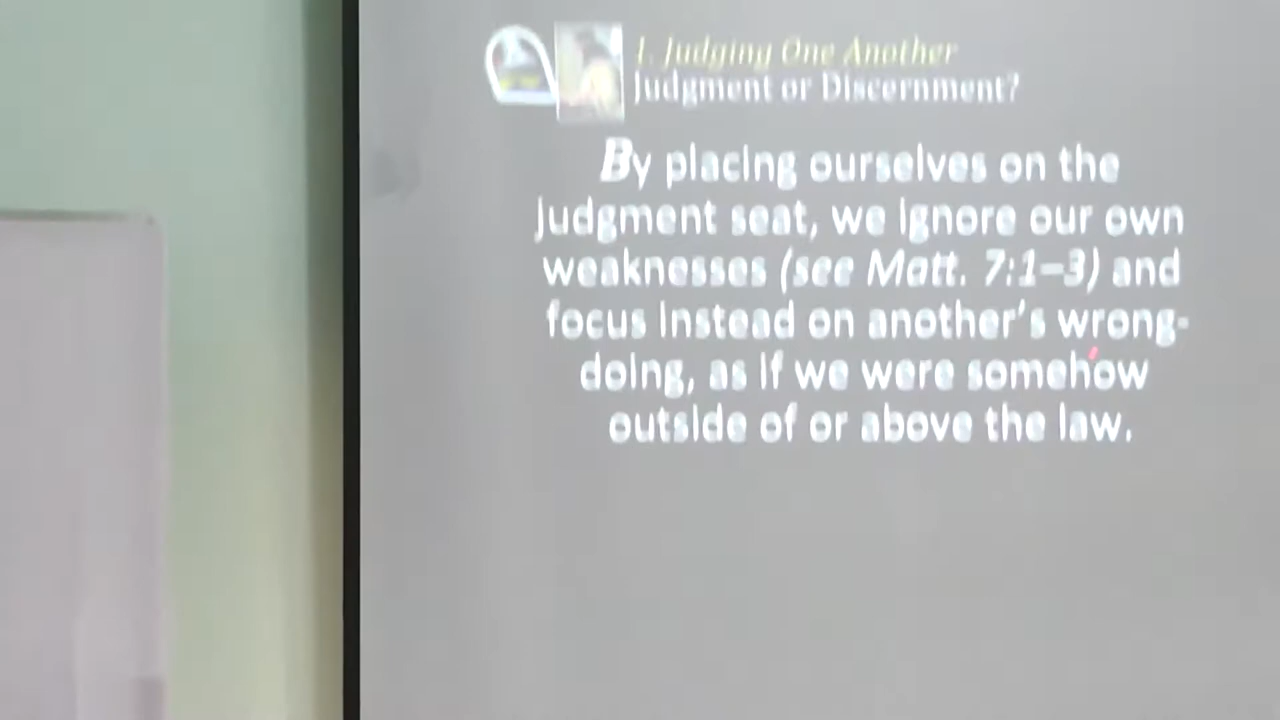 1. Judging One Another
Judgment or Discernment?
By placing ourselves on the
judgment seat, we ignore our own
weaknesses (see Matt. 7:1–3) and
focus instead on another's wrong-
doing, as if we were somehow
outside of or above the law.